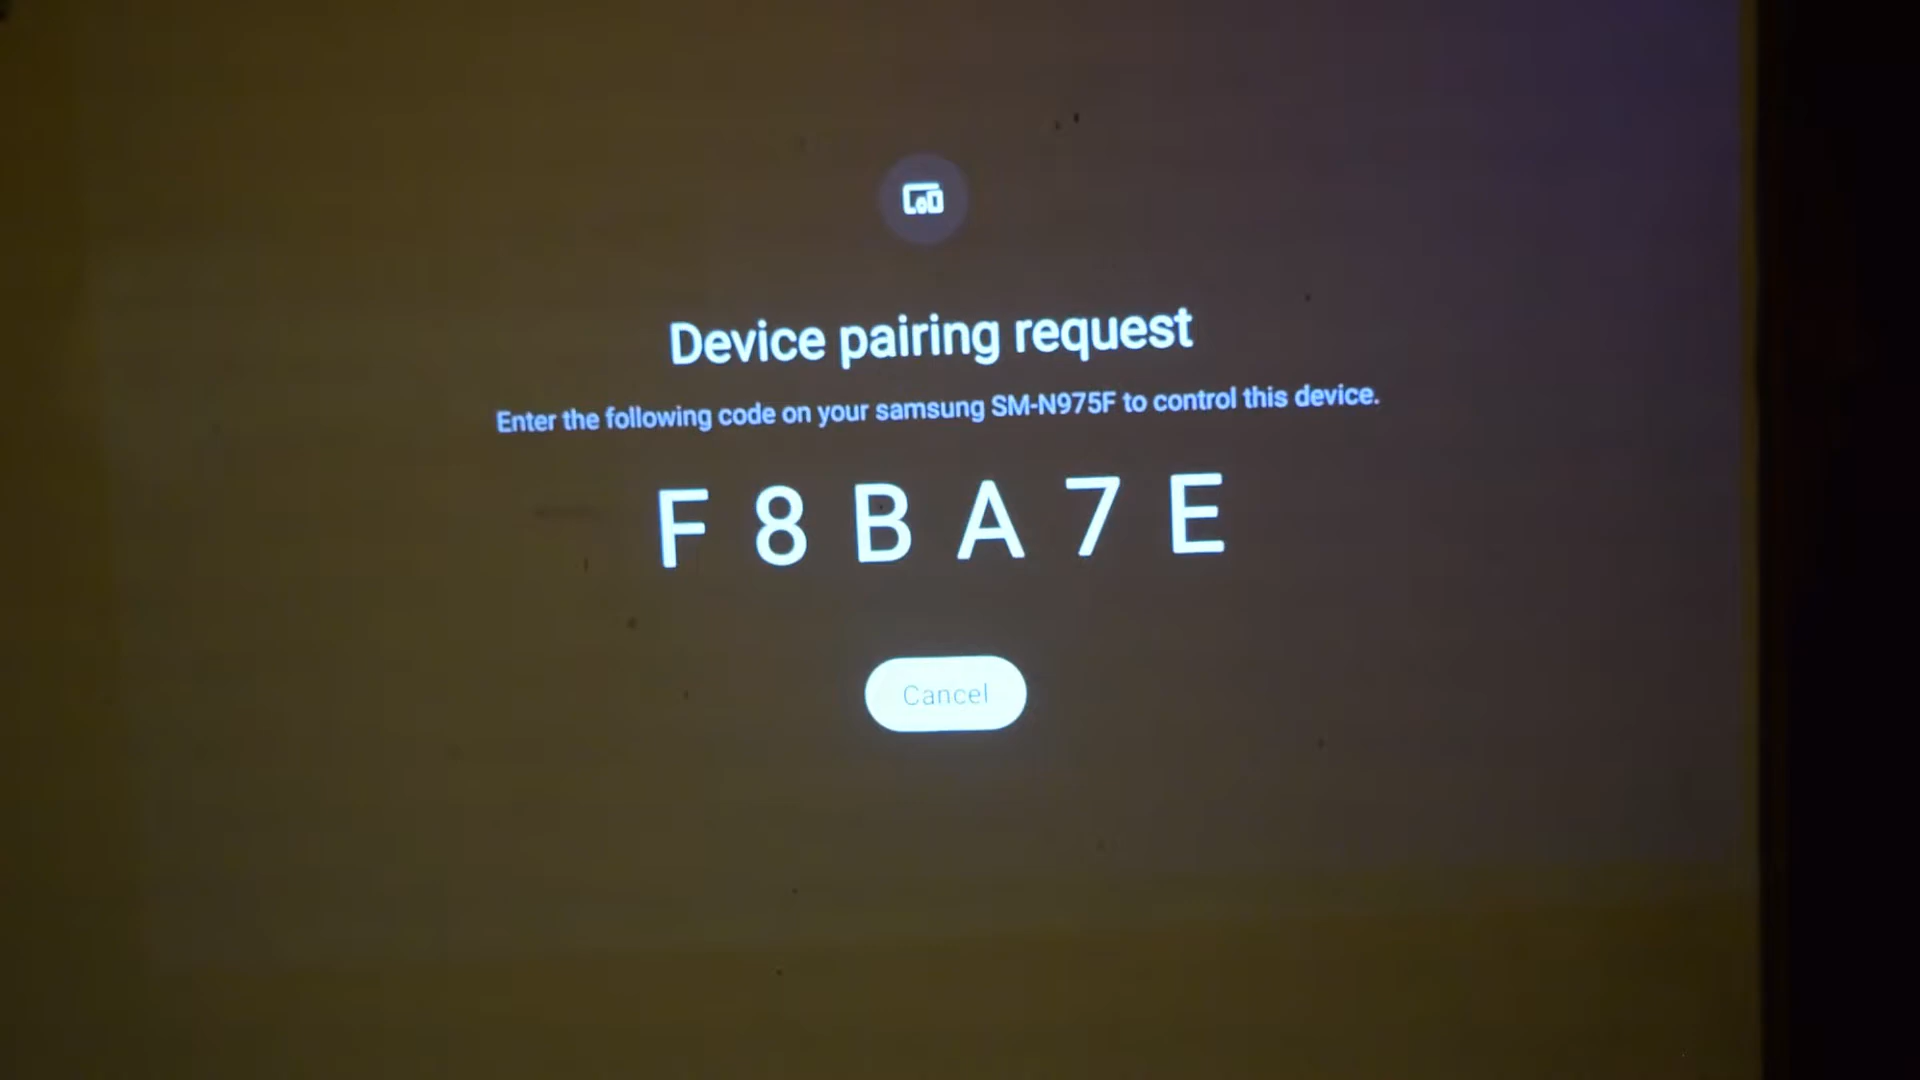 Device pairing request
Enter the following code on your samsung SM-N975F to control this device.
F 8 B A 7 E
Cancel